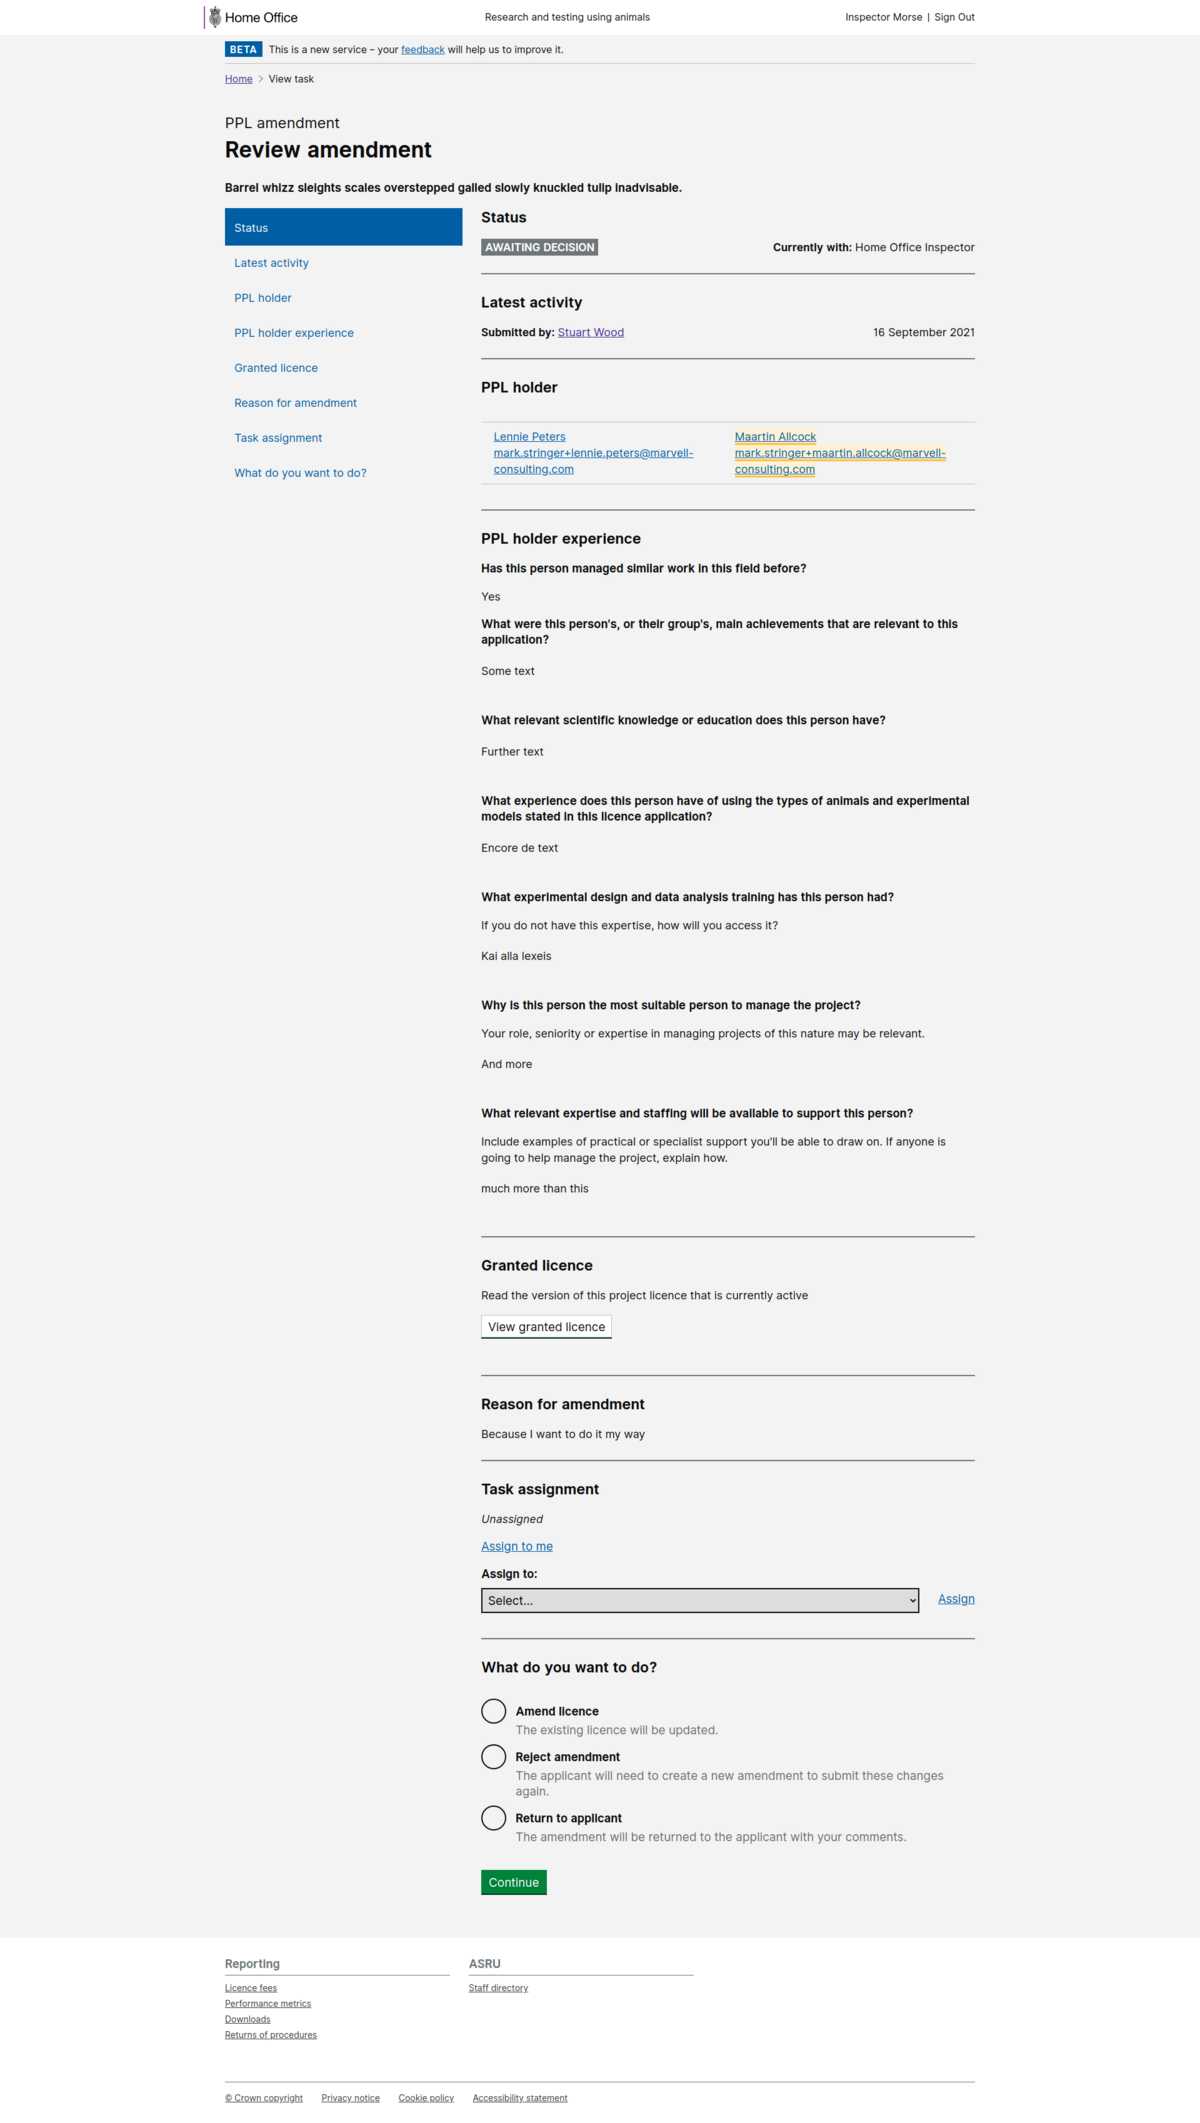 Home Office
Research and testing using animals
Inspector Morse | Sign Out
BETA This is a new service – your feedback will help us to improve it.
Home > View task
PPL amendment
Review amendment
Barrel whizz sleights scales overstepped galled slowly knuckled tulip inadvisable.
Status
Latest activity
PPL holder
PPL holder experience
Granted licence
Reason for amendment
Task assignment
What do you want to do?
Status
AWAITING DECISION
Currently with: Home Office Inspector
Latest activity
Submitted by: Stuart Wood
16 September 2021
PPL holder
Lennie Peters
mark.stringer+lennie.peters@marvell-
consulting.com
Maartin Allcock
mark.stringer+maartin.allcock@marvell-
consulting.com
PPL holder experience
Has this person managed similar work in this field before?
Yes
What were this person's, or their group's, main achievements that are relevant to this
application?
Some text
What relevant scientific knowledge or education does this person have?
Further text
What experience does this person have of using the types of animals and experimental
models stated in this licence application?
Encore de text
What experimental design and data analysis training has this person had?
If you do not have this expertise, how will you access it?
Kai alla lexeis
Why is this person the most suitable person to manage the project?
Your role, seniority or expertise in managing projects of this nature may be relevant.
And more
What relevant expertise and staffing will be available to support this person?
Include examples of practical or specialist support you'll be able to draw on. If anyone is
going to help manage the project, explain how.
much more than this
Granted licence
Read the version of this project licence that is currently active
View granted licence
Reason for amendment
Because I want to do it my way
Task assignment
Unassigned
Assign to me
Assign to:
Select...
Assign
What do you want to do?
Amend licence
The existing licence will be updated.
Reject amendment
The applicant will need to create a new amendment to submit these changes
again.
Return to applicant
The amendment will be returned to the applicant with your comments.
Continue
Reporting
Licence fees
Performance metrics
Downloads
Returns of procedures
ASRU
Staff directory
© Crown copyright
Privacy notice
Cookie policy
Accessibility statement